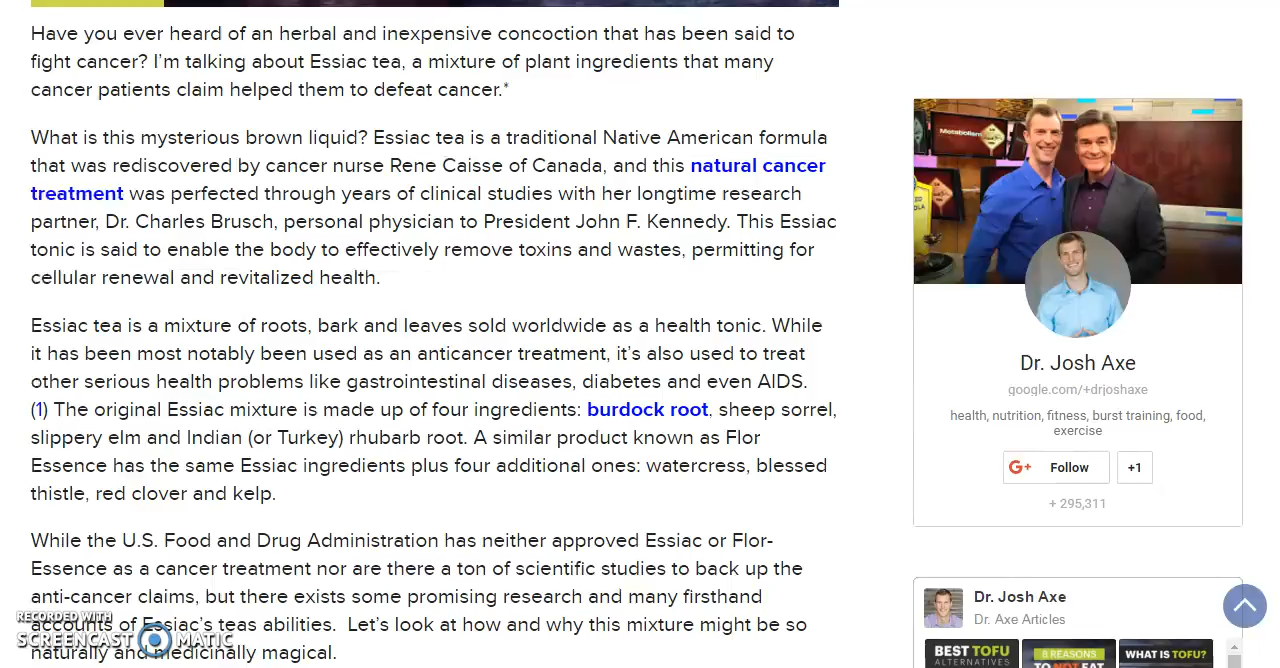 Have you ever heard of an herbal and inexpensive concoction that has been said to
fight cancer? I'm talking about Essiac tea, a mixture of plant ingredients that many
cancer patients claim helped them to defeat cancer.*
What is this mysterious brown liquid? Essiac tea is a traditional Native American formula
that was rediscovered by cancer nurse Rene Caisse of Canada, and this natural cancer
treatment was perfected through years of clinical studies with her longtime research
partner, Dr. Charles Brusch, personal physician to President John F. Kennedy. This Essiac
tonic is said to enable the body to effectively remove toxins and wastes, permitting for
cellular renewal and revitalized health.
Essiac tea is a mixture of roots, bark and leaves sold worldwide as a health tonic. While
it has been most notably been used as an anticancer treatment, it's also used to treat
other serious health problems like gastrointestinal diseases, diabetes and even AIDS.
(1) The original Essiac mixture is made up of four ingredients: burdock root, sheep sorrel,
slippery elm and Indian (or Turkey) rhubarb root. A similar product known as Flor
Essence has the same Essiac ingredients plus four additional ones: watercress, blessed
thistle, red clover and kelp.
While the U.S. Food and Drug Administration has neither approved Essiac or Flor-
Essence as a cancer treatment nor are there a ton of scientific studies to back up the
anti-cancer claims, but there exists some promising research and many firsthand
accounts of Essiac's teas abilities. Let's look at how and why this mixture might be so
naturally and medicinally magical.
RECORDED WITH
SCREENCAST MATIC
Metabolism
Dr. Josh Axe
google.com/+drjoshaxe
health, nutrition, fitness, burst training, food,
exercise
G+ Follow
+1
+ 295,311
Dr. Josh Axe
Dr. Axe Articles
BEST TOFU
ALTERNATIVES
8 REASONS
TO NOT EAT
WHAT IS TOFU?